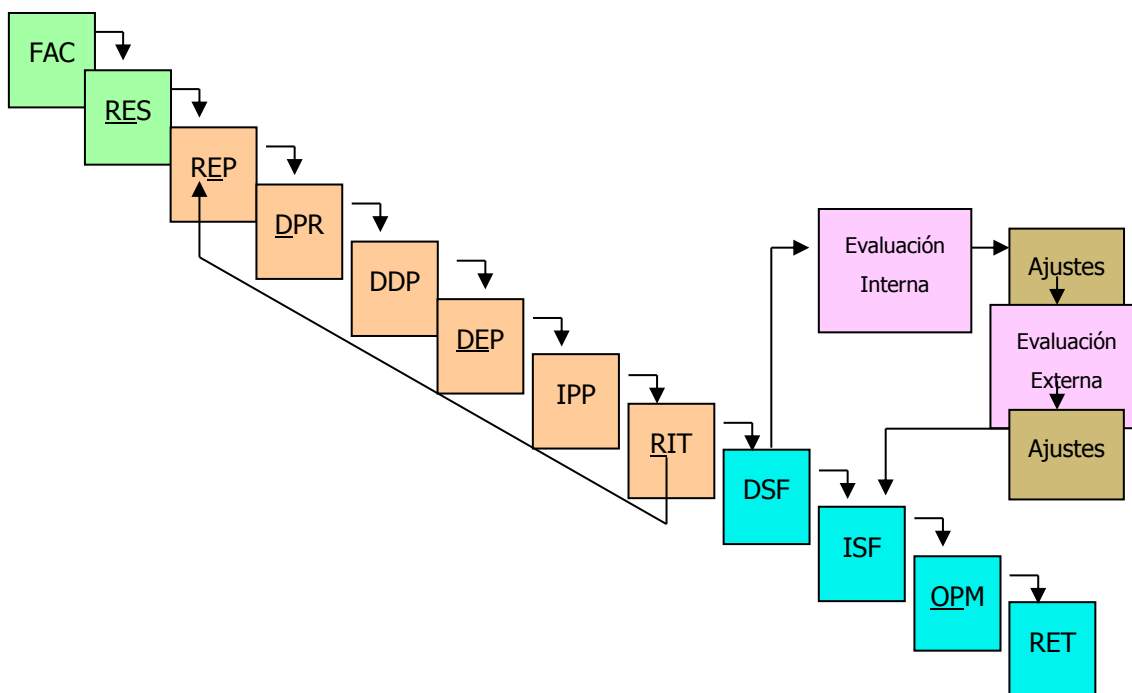 FAC
RES
REP
DPR
DDP
DEP
IPP
RIT
DSF
ISF
OPM
RET
Evaluación
Interna
Ajustes
Evaluación
Externa
Ajustes